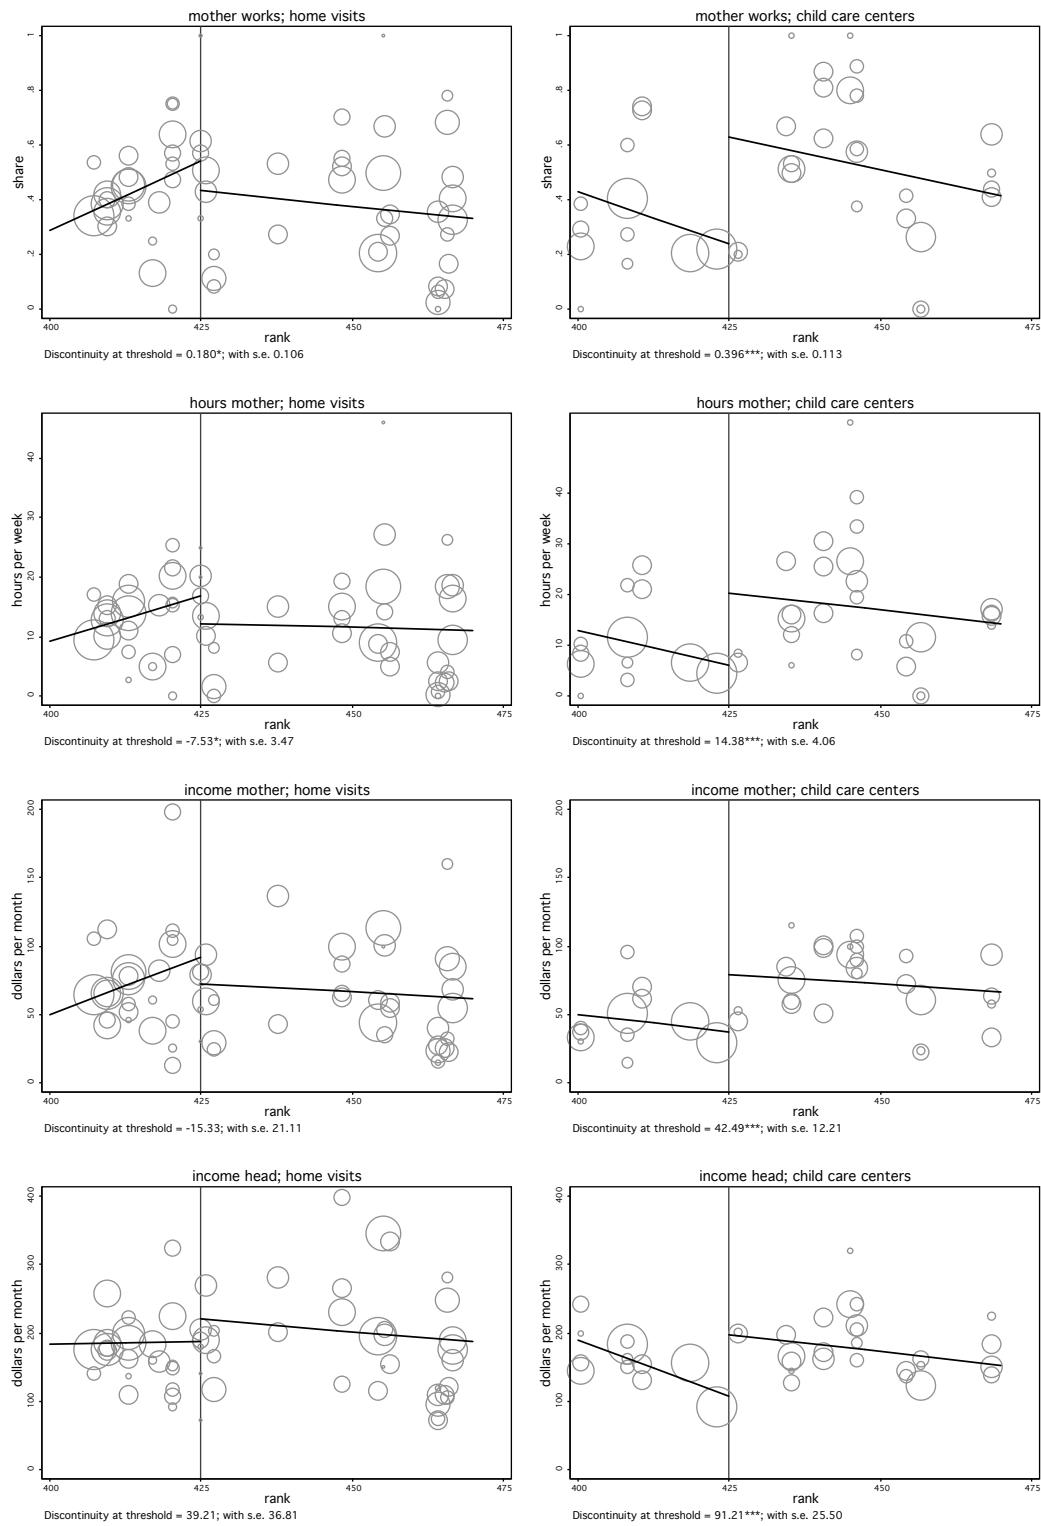 mother works; home visits
share
1
.8
.6
.4
.2
0
400 425 450 475
rank
Discontinuity at threshold = 0.180*; with s.e. 0.106
mother works; child care centers
share
1
.8
.6
.4
.2
0
400 425 450 475
rank
Discontinuity at threshold = 0.396***; with s.e. 0.113
hours mother; home visits
hours per week
40
30
20
10
0
400 425 450 475
rank
Discontinuity at threshold = -7.53*; with s.e. 3.47
hours mother; child care centers
hours per week
40
30
20
10
0
400 425 450 475
rank
Discontinuity at threshold = 14.38***; with s.e. 4.06
income mother; home visits
dollars per month
200
150
100
50
0
400 425 450 475
rank
Discontinuity at threshold = -15.33; with s.e. 21.11
income mother; child care centers
dollars per month
200
150
100
50
0
400 425 450 475
rank
Discontinuity at threshold = 42.49***; with s.e. 12.21
income head; home visits
dollars per month
400
300
200
100
0
400 425 450 475
rank
Discontinuity at threshold = 39.21; with s.e. 36.81
income head; child care centers
dollars per month
400
300
200
100
0
400 425 450 475
rank
Discontinuity at threshold = 91.21***; with s.e. 25.50